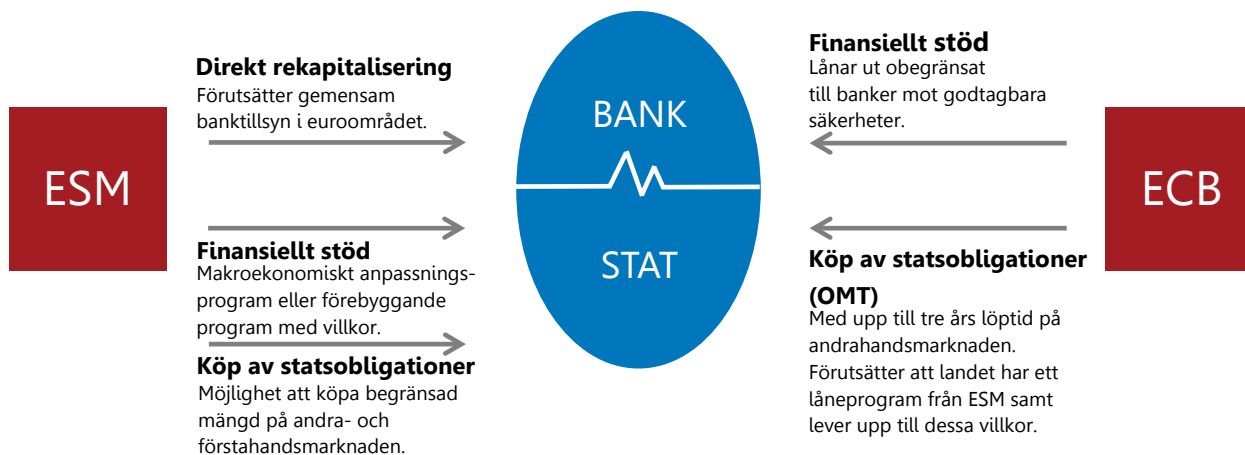 ESM
Direkt rekapitalisering
Förutsätter gemensam
banktillsyn i euroområdet.
Finansiellt stöd
Makroekonomiskt anpassnings-
program eller förebyggande
program med villkor.
Köp av statsobligationer
Möjlighet att köpa begränsad
mängd på andra- och
förstahandsmarknaden.
BANK
STAT
Finansiellt stöd
Lånar ut obegränsat
till banker mot godtagbara
säkerheter.
Köp av statsobligationer
(OMT)
Med upp till tre års löptid på
andrahandsmarknaden.
Förutsätter att landet har ett
låneprogram från ESM samt
lever upp till dessa villkor.
ECB